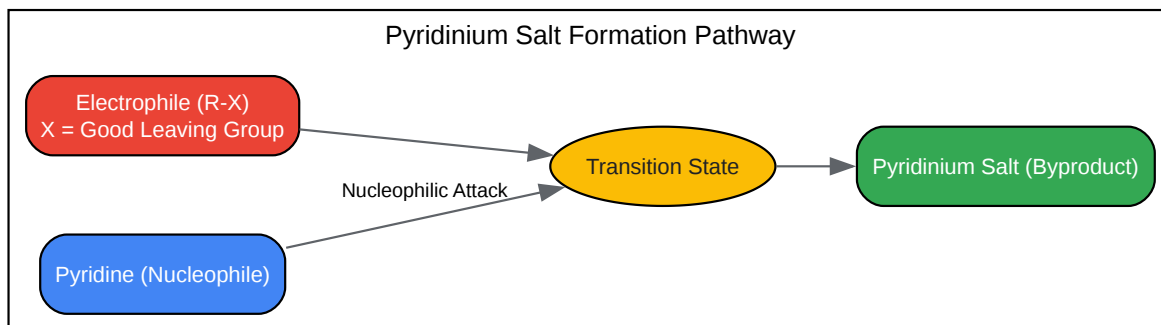 Pyridinium Salt Formation Pathway
Electrophile (R-X)
X = Good Leaving Group
Transition State
Pyridinium Salt (Byproduct)
Nucleophilic Attack
Pyridine (Nucleophile)